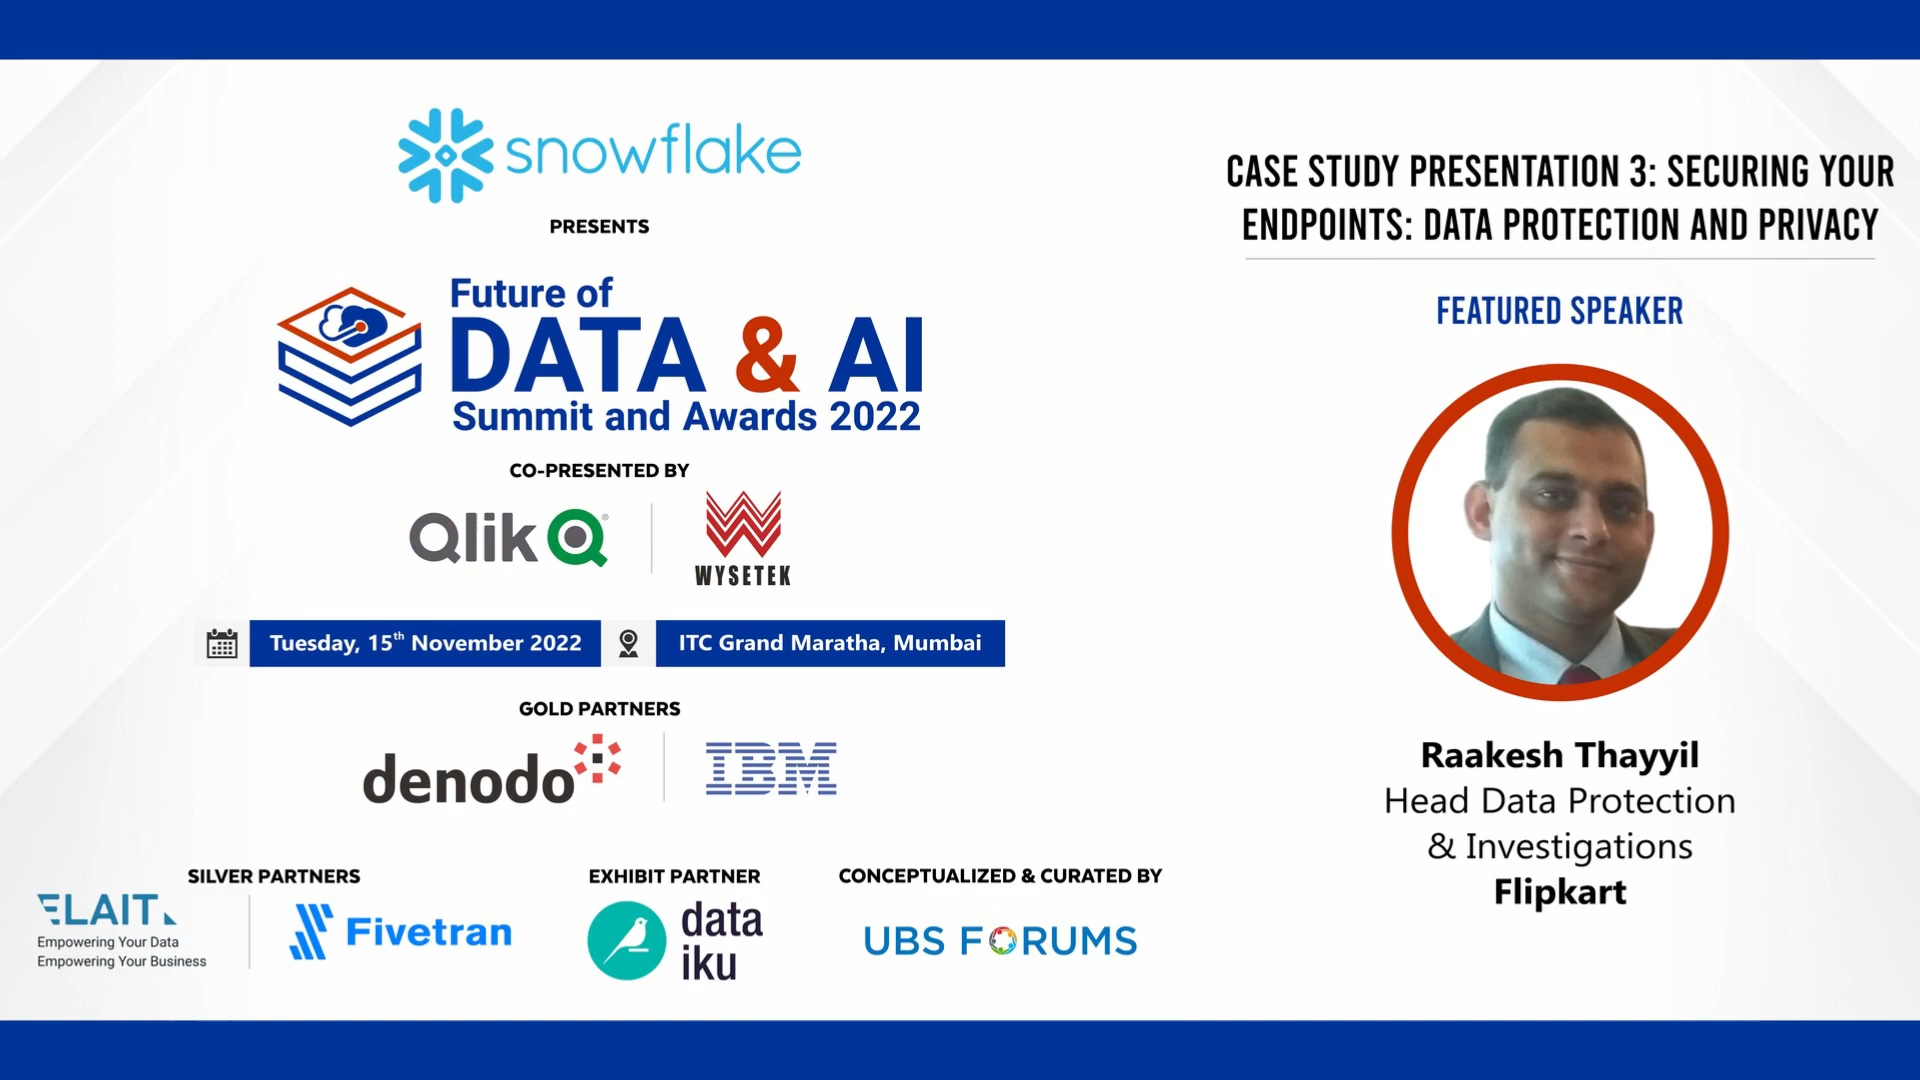 snowflake
PRESENTS
Future of
DATA & AI
Summit and Awards 2022
CO-PRESENTED BY
Qlik Q®
WYSETEK
Tuesday, 15th November 2022
ITC Grand Maratha, Mumbai
GOLD PARTNERS
denodo
IBM
SILVER PARTNERS
ELAIT
Empowering Your Data
Empowering Your Business
Fivetran
EXHIBIT PARTNER
data
iku
CONCEPTUALIZED & CURATED BY
UBS FORUMS
CASE STUDY PRESENTATION 3: SECURING YOUR
ENDPOINTS: DATA PROTECTION AND PRIVACY
FEATURED SPEAKER
Raakesh Thayyil
Head Data Protection
& Investigations
Flipkart